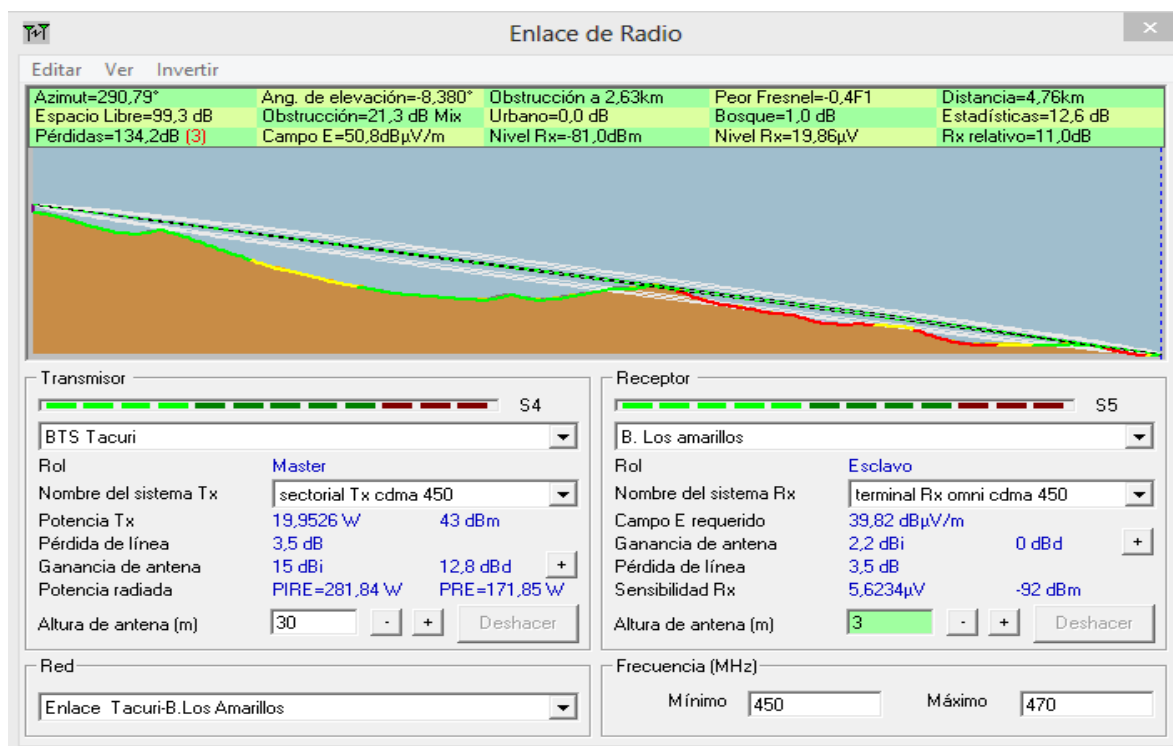 Enlace de Radio
Editar Ver Invertir
Azimut=290,79° Ang. de elevación=-8,380° Obstrucción a 2,63km Peor Fresnel=-0,4F1 Distancia=4,76km
Espacio Libre=99,3 dB Obstrucción=21,3 dB Mix Urbano=0,0 dB Bosque=1,0 dB Estadísticas=12,6 dB
Pérdidas=134,2dB (3) Campo E=50,8dBµV/m Nivel Rx=-81,0dBm Nivel Rx=19,86µV Rx relativo=11,0dB
Transmisor
S4
BTS Tacuri
Rol Master
Nombre del sistema Tx sectorial Tx cdma 450
Potencia Tx 19,9526 W 43 dBm
Pérdida de línea 3,5 dB
Ganancia de antena 15 dBi 12,8 dBd +
Potencia radiada PIRE=281,84 W PRE=171,85 W
Altura de antena (m) 30 - + Deshacer
Receptor
S5
B. Los amarillos
Rol Esclavo
Nombre del sistema Rx terminal Rx omni cdma 450
Campo E requerido 39,82 dBµV/m
Ganancia de antena 2,2 dBi 0 dBd +
Pérdida de línea 3,5 dB
Sensibilidad Rx 5,6234µV -92 dBm
Altura de antena (m) 3 - + Deshacer
Red
Enlace Tacuri-B.Los Amarillos
Frecuencia (MHz)
Mínimo 450 Máximo 470